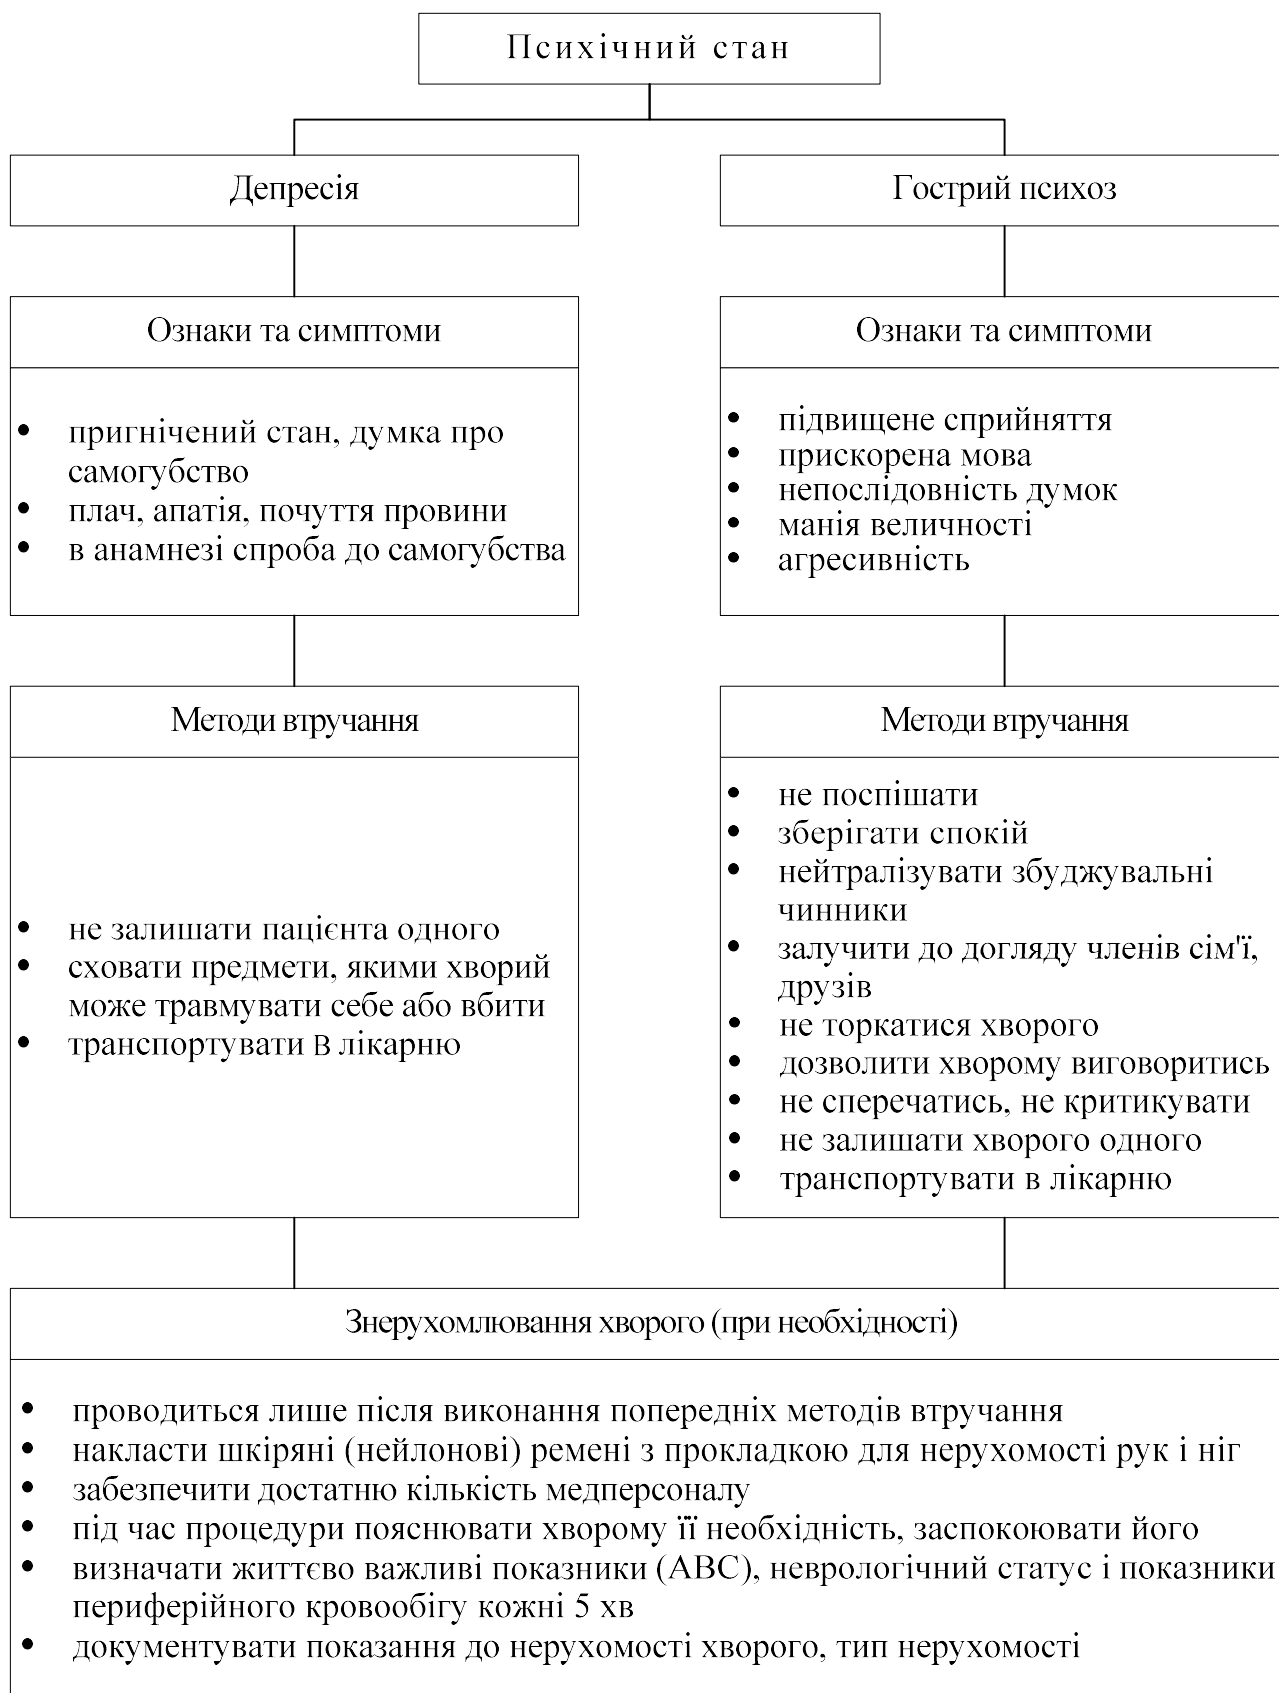 Психічний стан
Депресія
Ознаки та симптоми
• пригнічений стан, думка про
самогубство
• плач, апатія, почуття провини
• в анамнезі спроба до самогубства
Методи втручання
• не залишати пацієнта одного
• сховати предмети, якими хворий
може травмувати себе або вбити
• транспортувати В лікарню
Гострий психоз
Ознаки та симптоми
• підвищене сприйняття
• прискорена мова
• непослідовність думок
• манія величності
• агресивність
Методи втручання
• не поспішати
• зберігати спокій
• нейтралізувати збуджувальні
чинники
• залучити до догляду членів сім'ї,
друзів
• не торкатися хворого
• дозволити хворому виговоритись
• не сперечатись, не критикувати
• не залишати хворого одного
• транспортувати в лікарню
Знерухомлювання хворого (при необхідності)
• проводиться лише після виконання попередніх методів втручання
• накласти шкіряні (нейлонові) ремені з прокладкою для нерухомості рук і ніг
• забезпечити достатню кількість медперсоналу
• під час процедури пояснювати хворому її необхідність, заспокоювати його
• визначати життєво важливі показники (АВС), неврологічний статус і показники
периферійного кровообігу кожні 5 хв
• документувати показання до нерухомості хворого, тип нерухомості